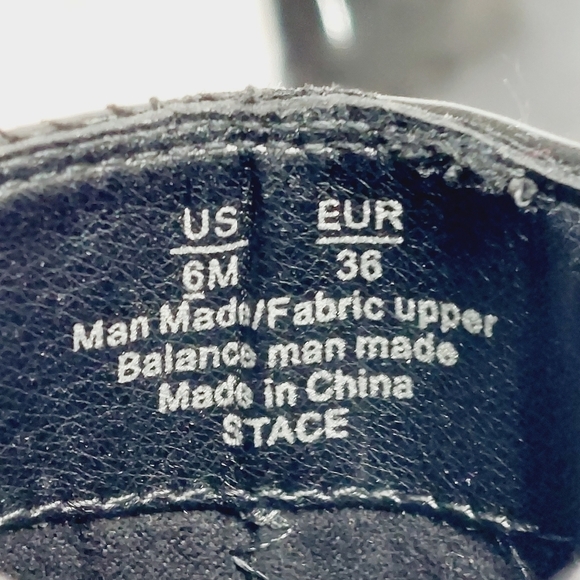 US EUR
6M 36
Man Made/Fabric upper
Balance man made
Made in China
STACE